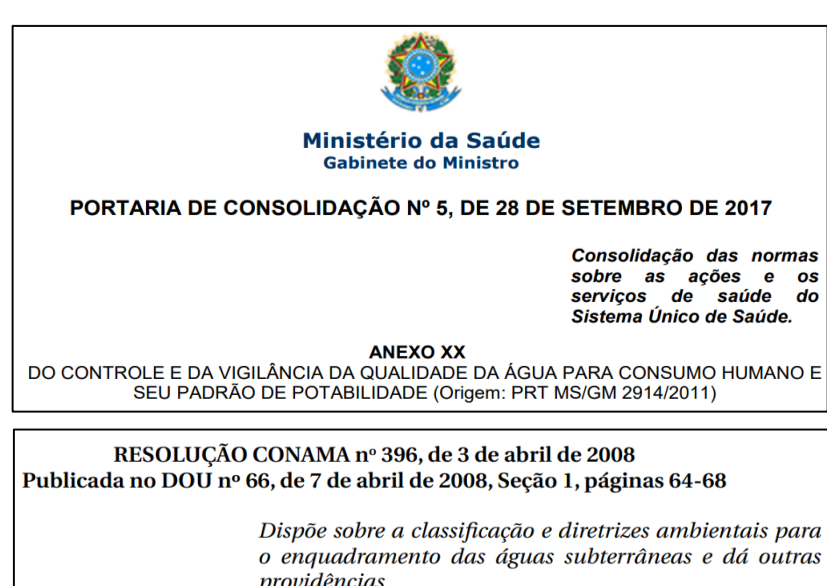 Ministério da Saúde
Gabinete do Ministro
PORTARIA DE CONSOLIDAÇÃO Nº 5, DE 28 DE SETEMBRO DE 2017
Consolidação das normas
sobre as ações e os
serviços de saúde do
Sistema Único de Saúde.
ANEXO XX
DO CONTROLE E DA VIGILÂNCIA DA QUALIDADE DA ÁGUA PARA CONSUMO HUMANO E
SEU PADRÃO DE POTABILIDADE (Origem: PRT MS/GM 2914/2011)
RESOLUÇÃO CONAMA nº 396, de 3 de abril de 2008
Publicada no DOU nº 66, de 7 de abril de 2008, Seção 1, páginas 64-68
Dispõe sobre a classificação e diretrizes ambientais para
o enquadramento das águas subterrâneas e dá outras
providências